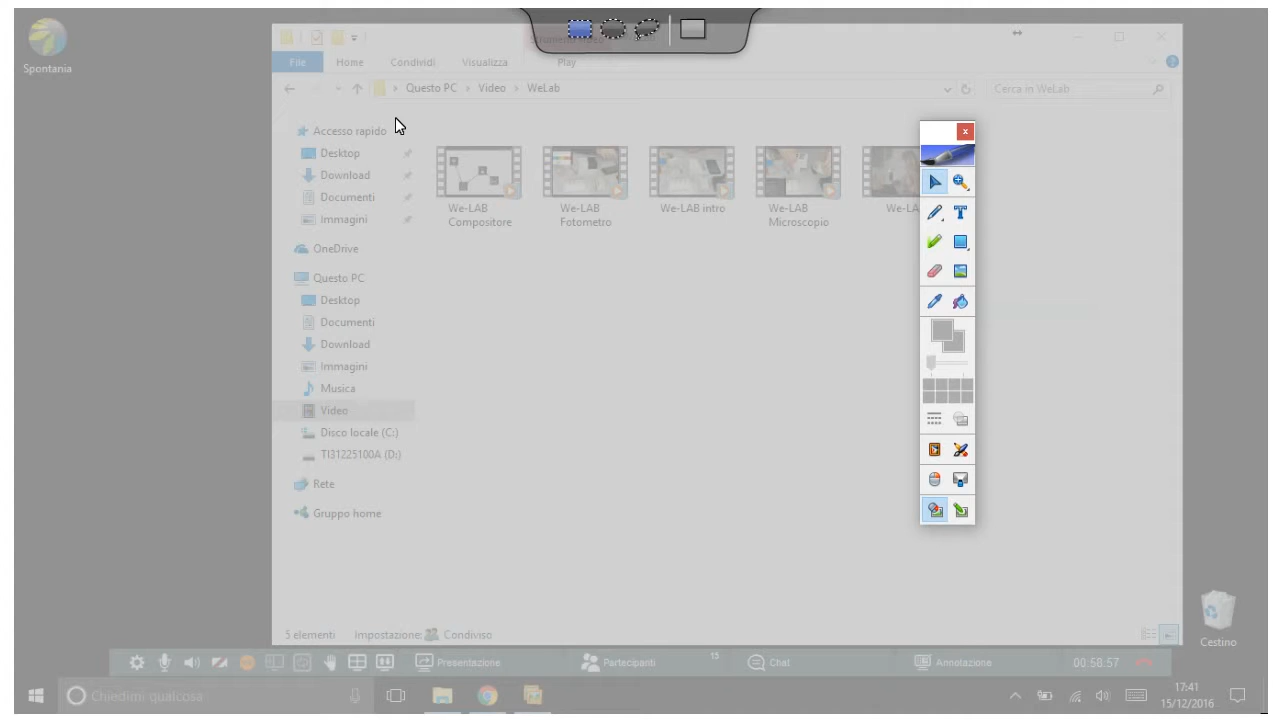 Spontania
File Home Condividi Visualizza Play
Questo PC Video WeLab
Cerca in WeLab
Accesso rapido
Desktop
Download
Documenti
Immagini
OneDrive
Questo PC
Desktop
Documenti
Download
Immagini
Musica
Video
Disco locale (C:)
TI31225100A (D:)
Rete
Gruppo home
We-LAB
Compositore
We-LAB
Fotometro
We-LAB intro
We-LAB
Microscopio
We-LA
T
5 elementi Impostazione: Condiviso
Cestino
Presentazione Partecipanti 15 Chat Annotazione 00:58:57
Chiedimi qualcosa
17:41
15/12/2016